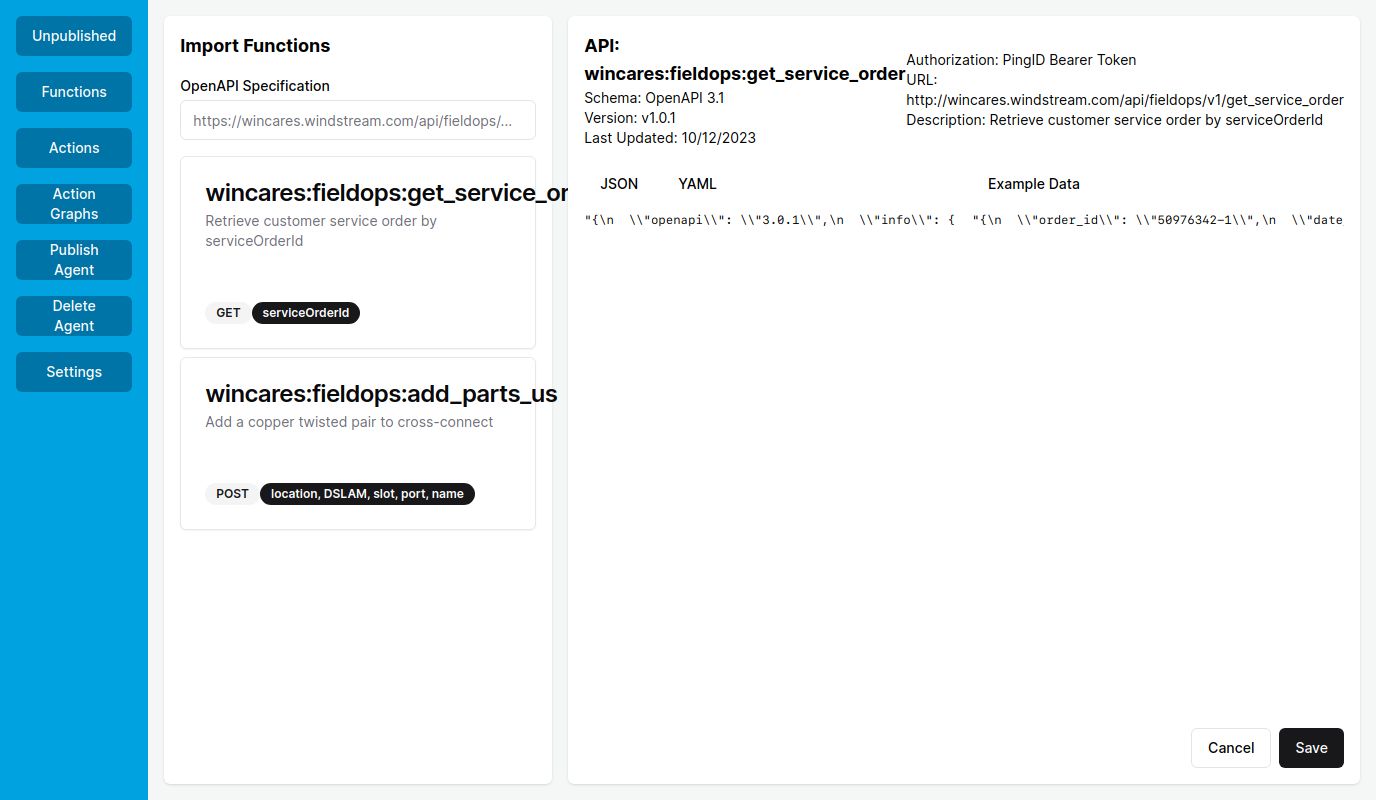 Unpublished
Functions
Actions
Action
Graphs
Publish
Agent
Delete
Agent
Settings
Import Functions
OpenAPI Specification
https://wincares.windstream.com/api/fieldops/...
wincares:fieldops:get_service_or
Retrieve customer service order by
serviceOrderId
GET serviceOrderId
wincares:fieldops:add_parts_us
Add a copper twisted pair to cross-connect
POST location, DSLAM, slot, port, name
API:
wincares:fieldops:get_service_order
Schema: OpenAPI 3.1
Version: v1.0.1
Last Updated: 10/12/2023
Authorization: PingID Bearer Token
URL:
http://wincares.windstream.com/api/fieldops/v1/get_service_order
Description: Retrieve customer service order by serviceOrderId
JSON YAML
"{\n  \\"openapi\\": \\"3.0.1\\",\n  \\"info\\": {
Example Data
"{\n  \\"order_id\\": \\"50976342-1\\",\n  \\"date
Cancel Save